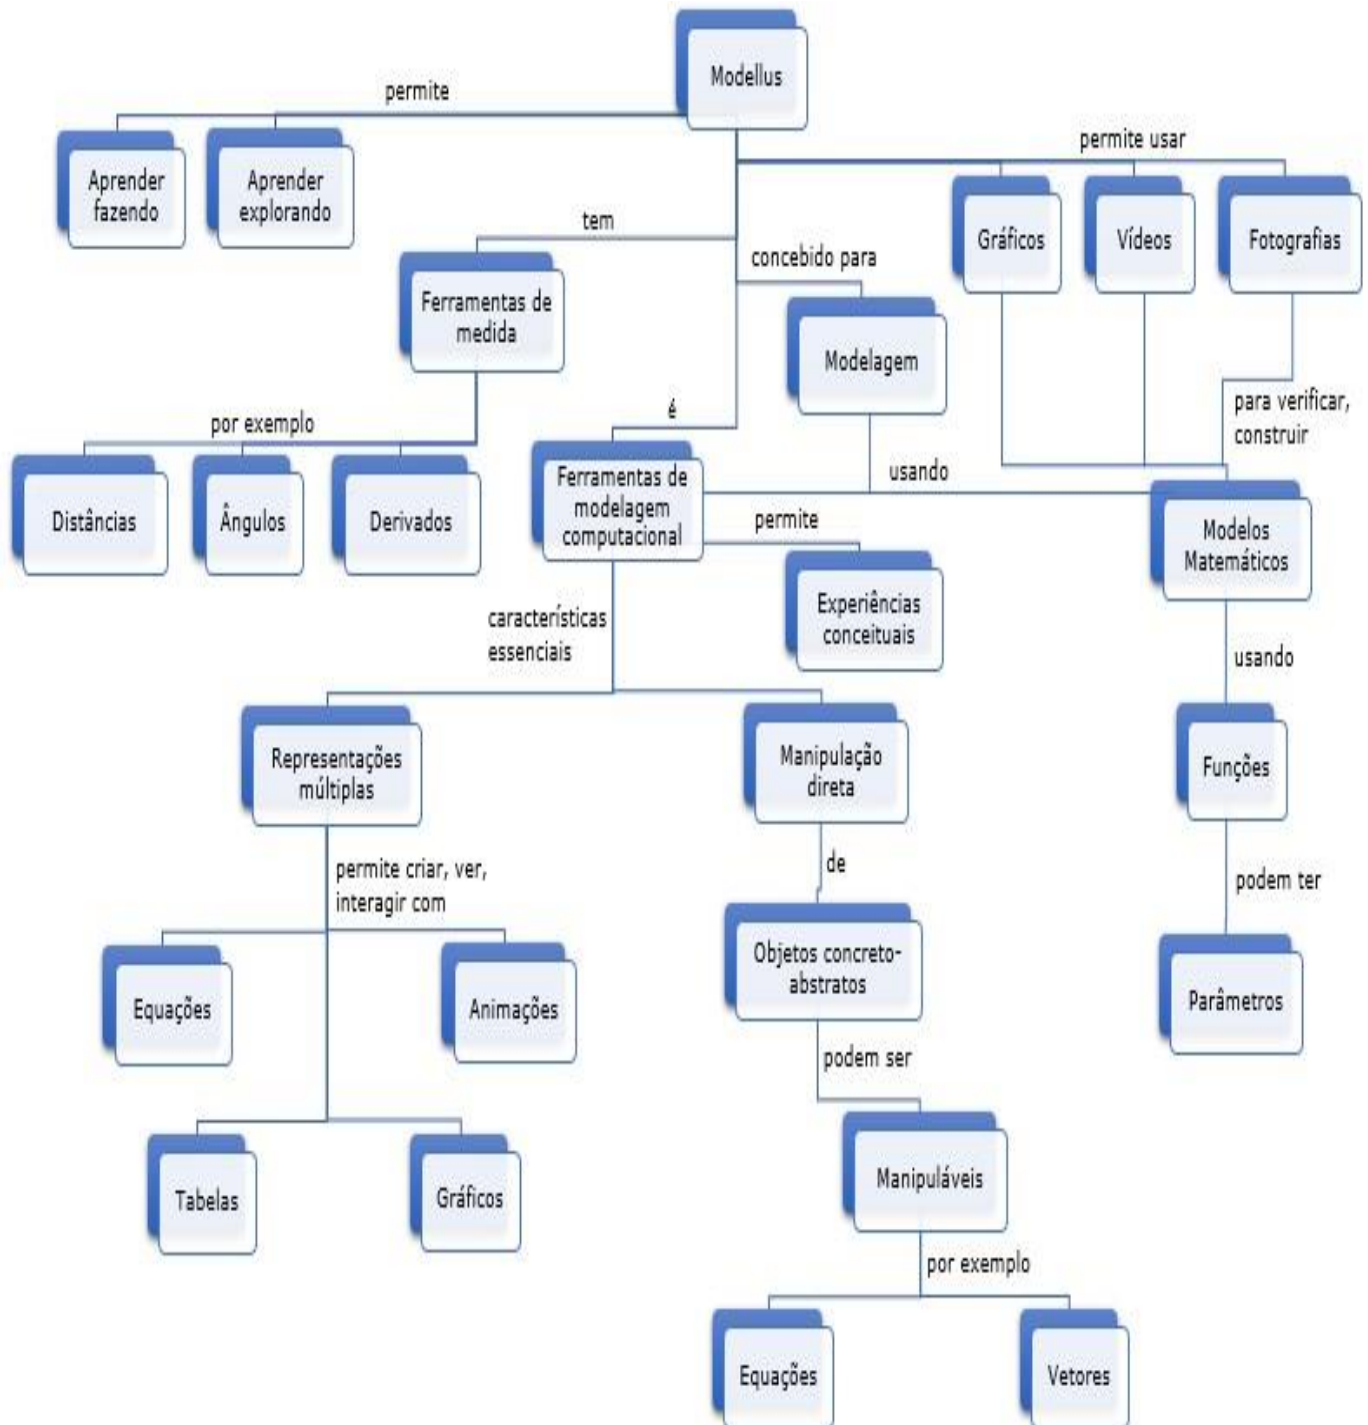 Modellus
permite
permite usar
Aprender
fazendo
Aprender
explorando
Gráficos
Vídeos
Fotografias
tem
concebido para
Ferramentas de
medida
Modelagem
por exemplo
é
para verificar,
construir
Distâncias
Ângulos
Derivados
Ferramentas de
modelagem
computacional
usando
permite
Modelos
Matemáticos
Experiências
conceituais
características
essenciais
usando
Representações
múltiplas
Manipulação
direta
Funções
permite criar, ver,
interagir com
de
podem ter
Equações
Animações
Objetos concreto-
abstratos
Parâmetros
podem ser
Tabelas
Gráficos
Manipuláveis
por exemplo
Equações
Vetores